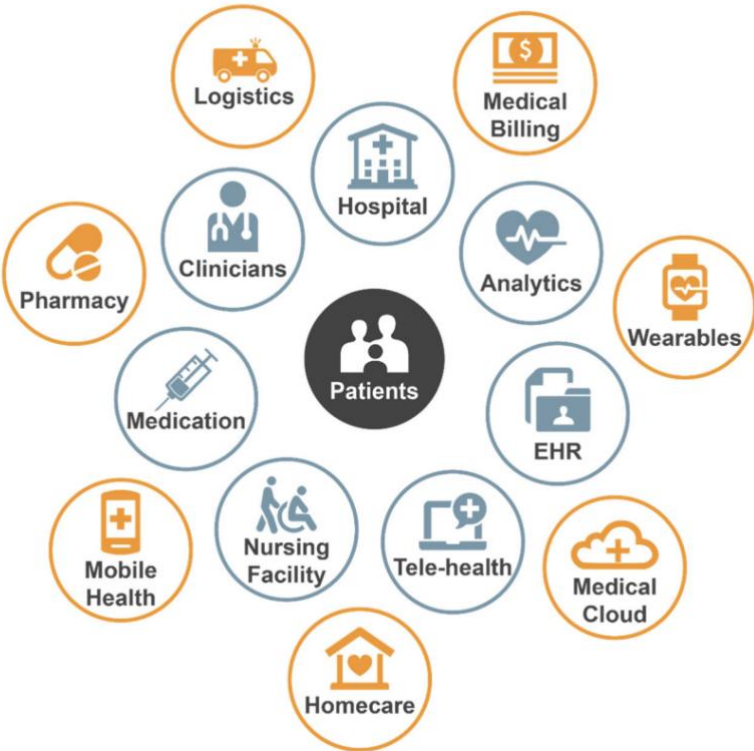 Logistics
Medical
Billing
Hospital
Clinicians
Analytics
Pharmacy
Wearables
Patients
Medication
EHR
Nursing
Facility
Tele-health
Mobile
Health
Medical
Cloud
Homecare
$